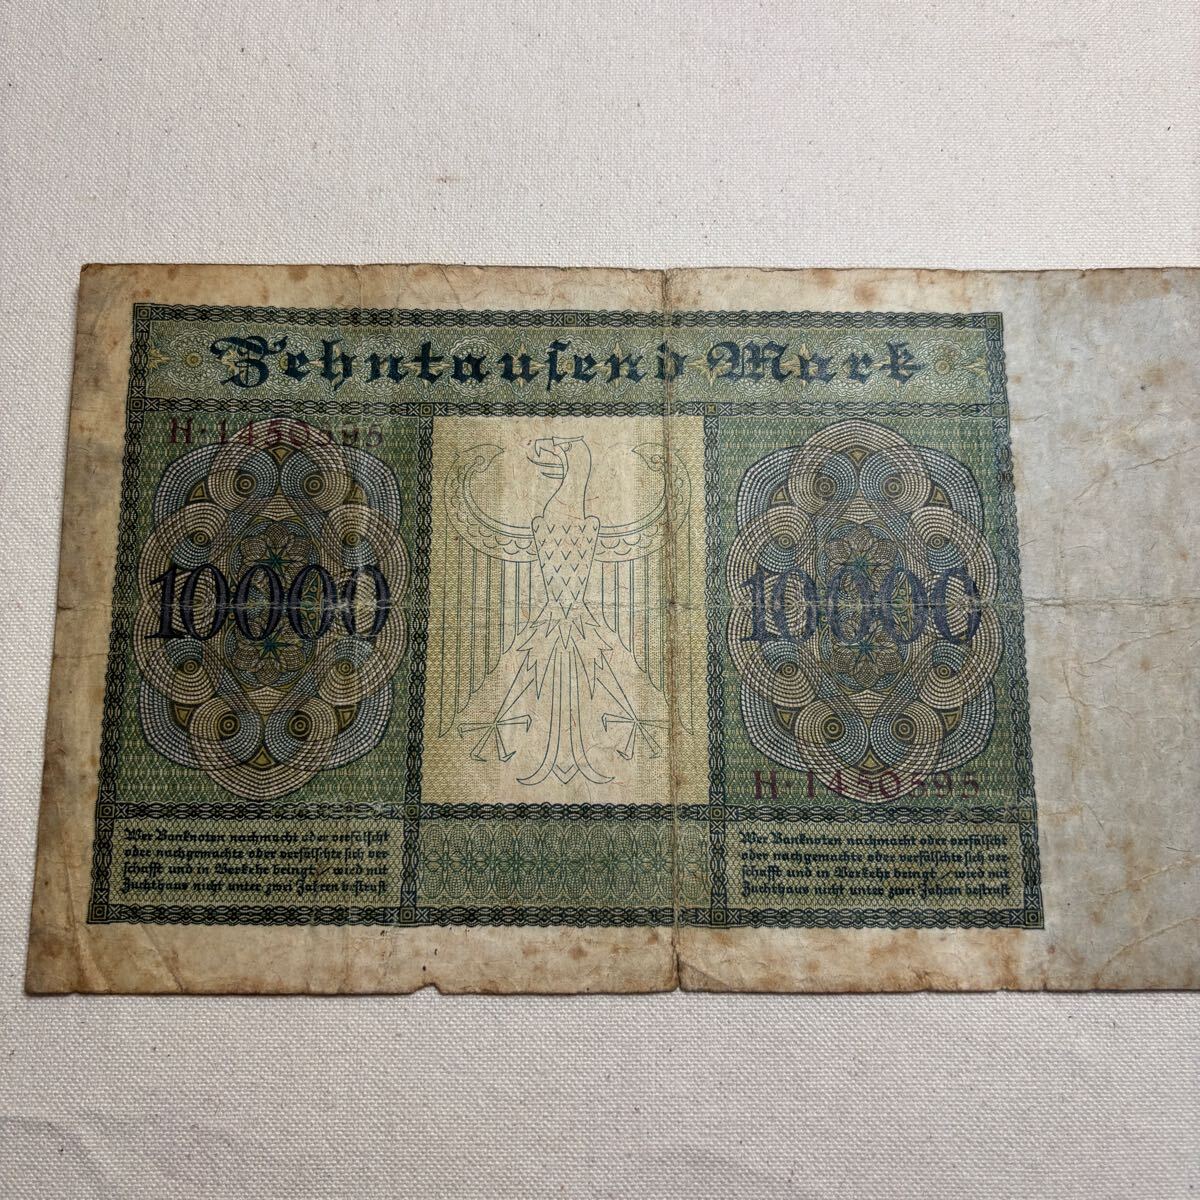 Zehntausend Mark
H·1450595
10000
10000
H·1450595
Wer Banknoten nachmacht oder verfälscht
oder nachgemachte oder verfälschte sich ver-
schafft und in Verkehr bringt, wird mit
Zuchthaus nicht unter zwei Jahren bestraft
Wer Banknoten nachmacht oder verfälscht
oder nachgemachte oder verfälschte sich ver-
schafft und in Verkehr bringt, wird mit
Zuchthaus nicht unter zwei Jahren bestraft